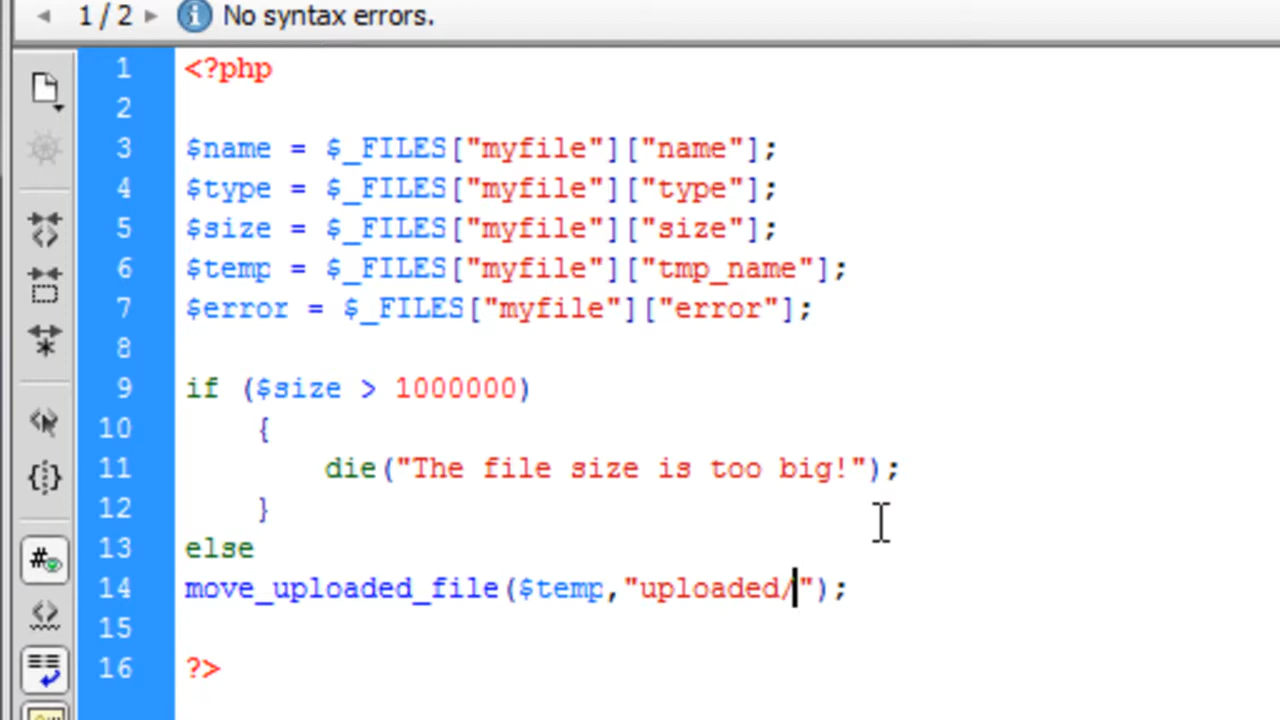 1 / 2 No syntax errors.
1 <?php
2
3 $name = $_FILES["myfile"]["name"];
4 $type = $_FILES["myfile"]["type"];
5 $size = $_FILES["myfile"]["size"];
6 $temp = $_FILES["myfile"]["tmp_name"];
7 $error = $_FILES["myfile"]["error"];
8
9 if ($size > 1000000)
10 {
11 die("The file size is too big!");
12 }
13 else
14 move_uploaded_file($temp,"uploaded/");
15
16 ?>